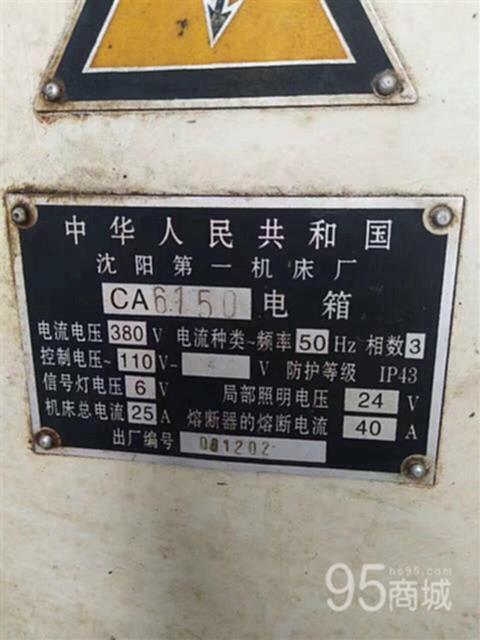 中华人民共和国
沈阳第一机床厂
CA6150 电箱
电流电压 380 V 电流种类~频率 50 Hz 相数 3
控制电压~ 110 V- V 防护等级 IP43
信号灯电压 6 V 局部照明电压 24 V
机床总电流 25 A 熔断器的熔断电流 40 A
出厂编号 081202
hs95.com
95商城